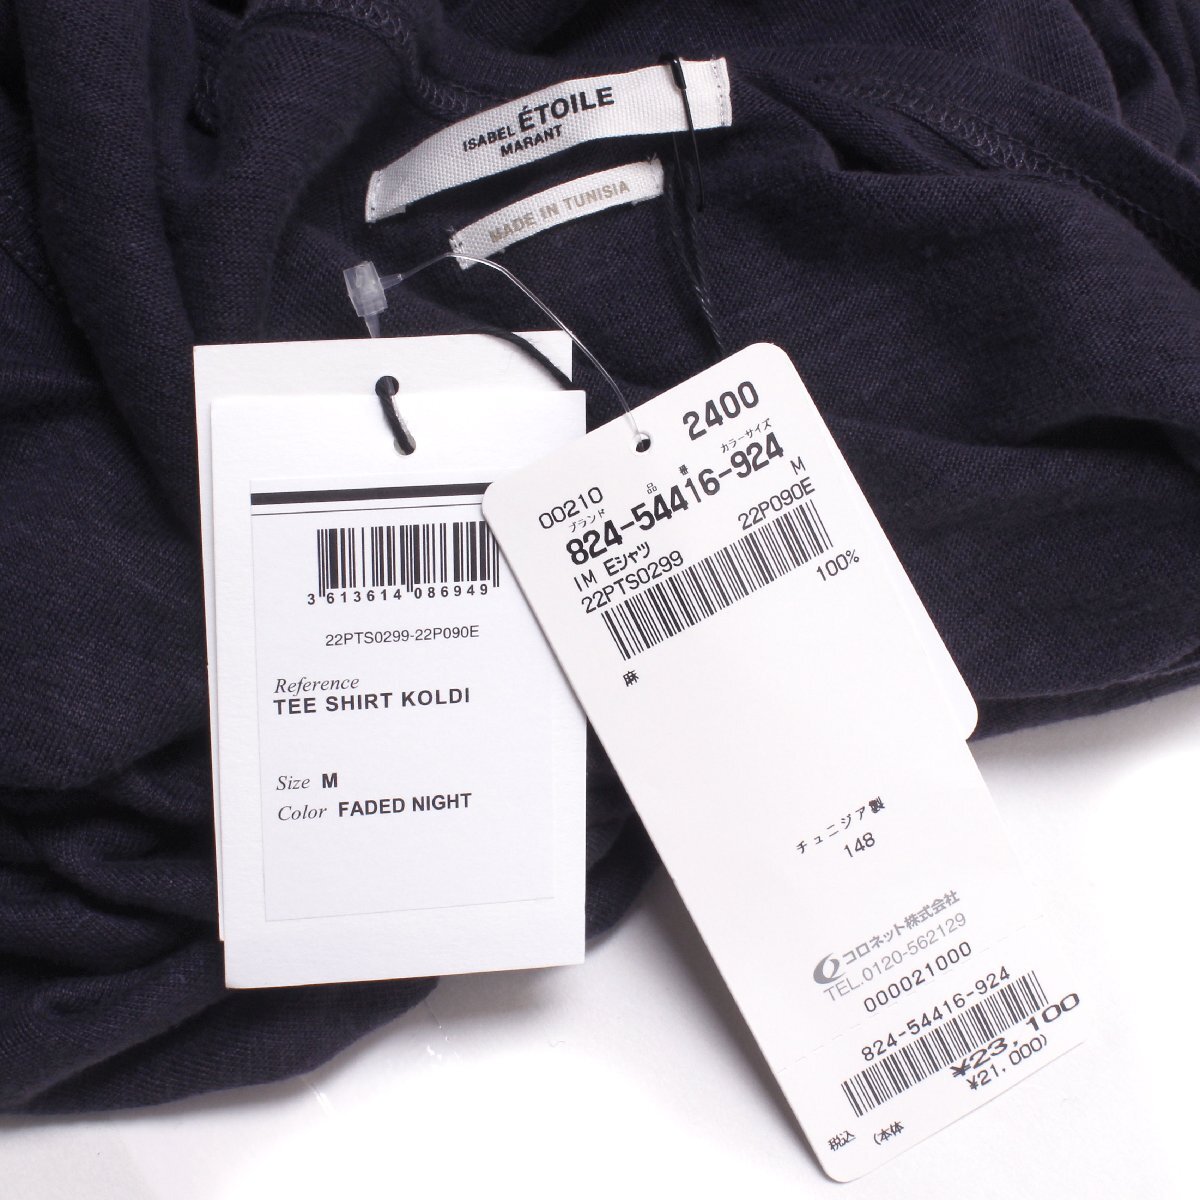 ISABEL ÉTOILE
MARANT
MADE IN TUNISIA
3 613614 086949
22PTS0299-22P090E
Reference
TEE SHIRT KOLDI
Size M
Color FADED NIGHT
2400
00210
ブランド 品 番 カラーサイズ
824-54416-924 M
IM Eシャツ
22PTS0299 22P090E
100%
麻
チュニジア製
148
コロネット株式会社
TEL.0120-562129
000021000
824-54416-924
¥23,100
¥21,000)
税込 (本体